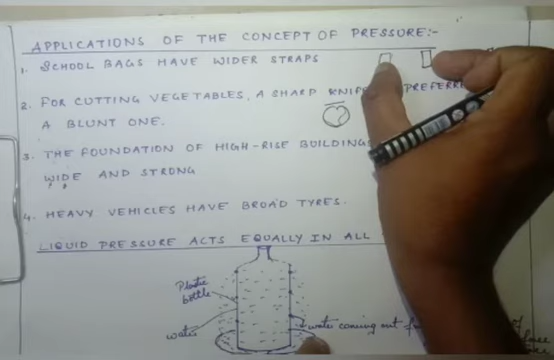 APPLICATIONS OF THE CONCEPT OF PRESSURE:-
1. SCHOOL BAGS HAVE WIDER STRAPS
2. FOR CUTTING VEGETABLES, A SHARP KNIFE
A BLUNT ONE.
3. THE FOUNDATION OF HIGH-RISE BUILDINGS
WIDE AND STRONG
4. HEAVY VEHICLES HAVE BROAD TYRES.
LIQUID PRESSURE ACTS EQUALLY IN ALL
Plastic
bottle
water
water coming out